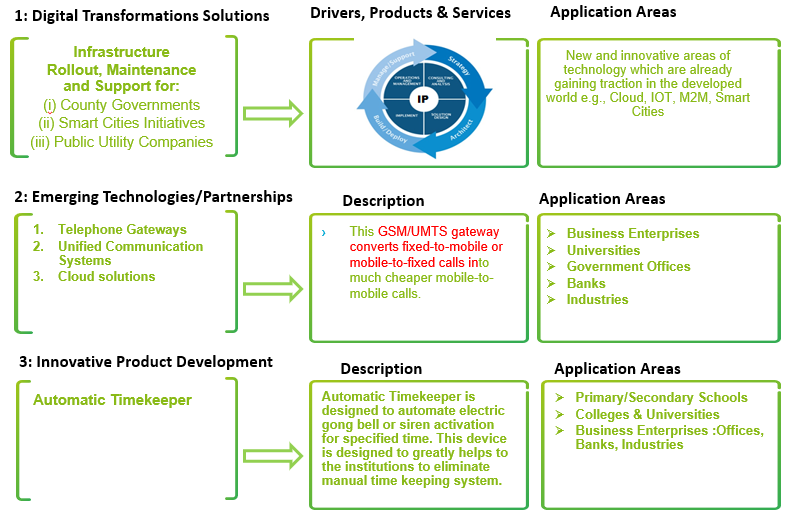 1: Digital Transformations Solutions
Drivers, Products & Services
Application Areas
Infrastructure
Rollout, Maintenance
and Support for:
(i) County Governments
(ii) Smart Cities Initiatives
(iii) Public Utility Companies
Manage/Support
Strategy
OPERATIONS AND MANAGEMENT
CONSULTING AND ANALYSIS
IP
IMPLEMENT
SOLUTION DESIGN
Build/Deploy
Architect
New and innovative areas of
technology which are already
gaining traction in the developed
world e.g., Cloud, IOT, M2M, Smart
Cities
2: Emerging Technologies/Partnerships
Description
Application Areas
1. Telephone Gateways
2. Unified Communication
Systems
3. Cloud solutions
› This GSM/UMTS gateway
converts fixed-to-mobile or
mobile-to-fixed calls into
much cheaper mobile-to-
mobile calls.
➢ Business Enterprises
➢ Universities
➢ Government Offices
➢ Banks
➢ Industries
3: Innovative Product Development
Description
Application Areas
Automatic Timekeeper
Automatic Timekeeper is
designed to automate electric
gong bell or siren activation
for specified time. This device
is designed to greatly helps to
the institutions to eliminate
manual time keeping system.
➢ Primary/Secondary Schools
➢ Colleges & Universities
➢ Business Enterprises :Offices,
Banks, Industries